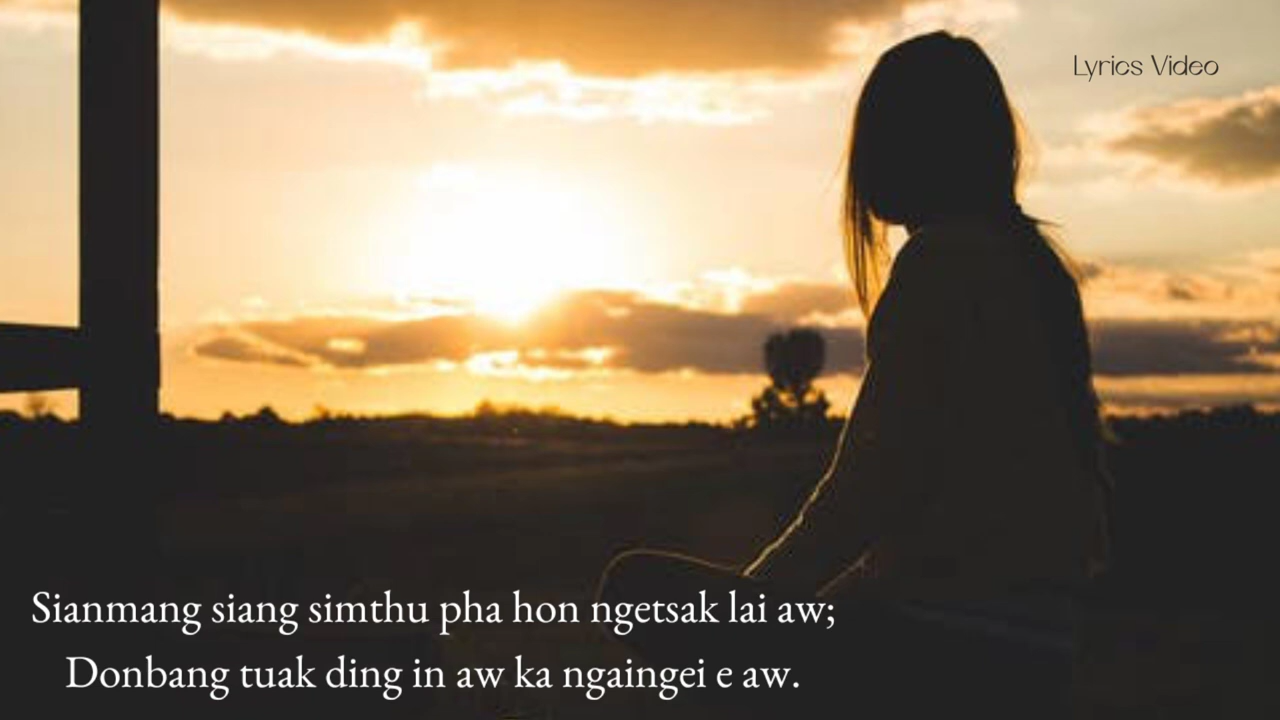 Lyrics Video
Sianmang siang simthu pha hon ngetsak lai aw;
Donbang tuak ding in aw ka ngaingei e aw.